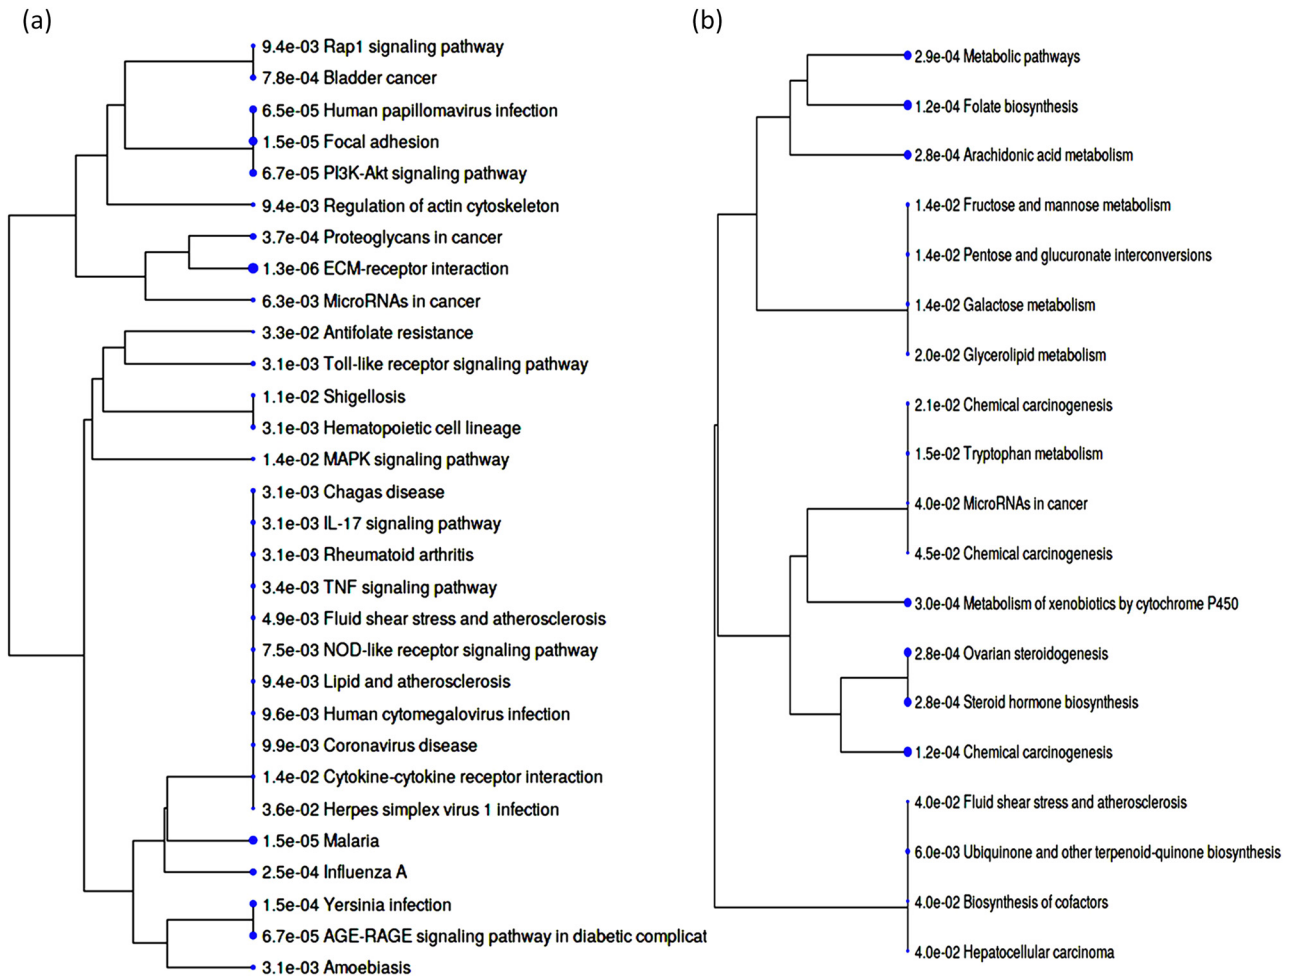 (a)
9.4e-03 Rap1 signaling pathway
7.8e-04 Bladder cancer
6.5e-05 Human papillomavirus infection
1.5e-05 Focal adhesion
6.7e-05 PI3K-Akt signaling pathway
9.4e-03 Regulation of actin cytoskeleton
3.7e-04 Proteoglycans in cancer
1.3e-06 ECM-receptor interaction
6.3e-03 MicroRNAs in cancer
3.3e-02 Antifolate resistance
3.1e-03 Toll-like receptor signaling pathway
1.1e-02 Shigellosis
3.1e-03 Hematopoietic cell lineage
1.4e-02 MAPK signaling pathway
3.1e-03 Chagas disease
3.1e-03 IL-17 signaling pathway
3.1e-03 Rheumatoid arthritis
3.4e-03 TNF signaling pathway
4.9e-03 Fluid shear stress and atherosclerosis
7.5e-03 NOD-like receptor signaling pathway
9.4e-03 Lipid and atherosclerosis
9.6e-03 Human cytomegalovirus infection
9.9e-03 Coronavirus disease
1.4e-02 Cytokine-cytokine receptor interaction
3.6e-02 Herpes simplex virus 1 infection
1.5e-05 Malaria
2.5e-04 Influenza A
1.5e-04 Yersinia infection
6.7e-05 AGE-RAGE signaling pathway in diabetic complicat
3.1e-03 Amoebiasis
(b)
2.9e-04 Metabolic pathways
1.2e-04 Folate biosynthesis
2.8e-04 Arachidonic acid metabolism
1.4e-02 Fructose and mannose metabolism
1.4e-02 Pentose and glucuronate interconversions
1.4e-02 Galactose metabolism
2.0e-02 Glycerolipid metabolism
2.1e-02 Chemical carcinogenesis
1.5e-02 Tryptophan metabolism
4.0e-02 MicroRNAs in cancer
4.5e-02 Chemical carcinogenesis
3.0e-04 Metabolism of xenobiotics by cytochrome P450
2.8e-04 Ovarian steroidogenesis
2.8e-04 Steroid hormone biosynthesis
1.2e-04 Chemical carcinogenesis
4.0e-02 Fluid shear stress and atherosclerosis
6.0e-03 Ubiquinone and other terpenoid-quinone biosynthesis
4.0e-02 Biosynthesis of cofactors
4.0e-02 Hepatocellular carcinoma